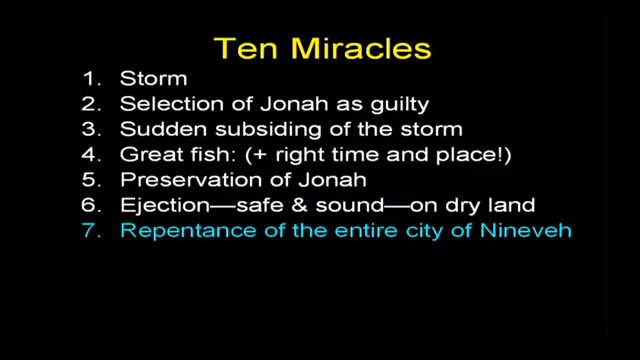 Ten Miracles
1. Storm
2. Selection of Jonah as guilty
3. Sudden subsiding of the storm
4. Great fish: (+ right time and place!)
5. Preservation of Jonah
6. Ejection—safe & sound—on dry land
7. Repentance of the entire city of Nineveh